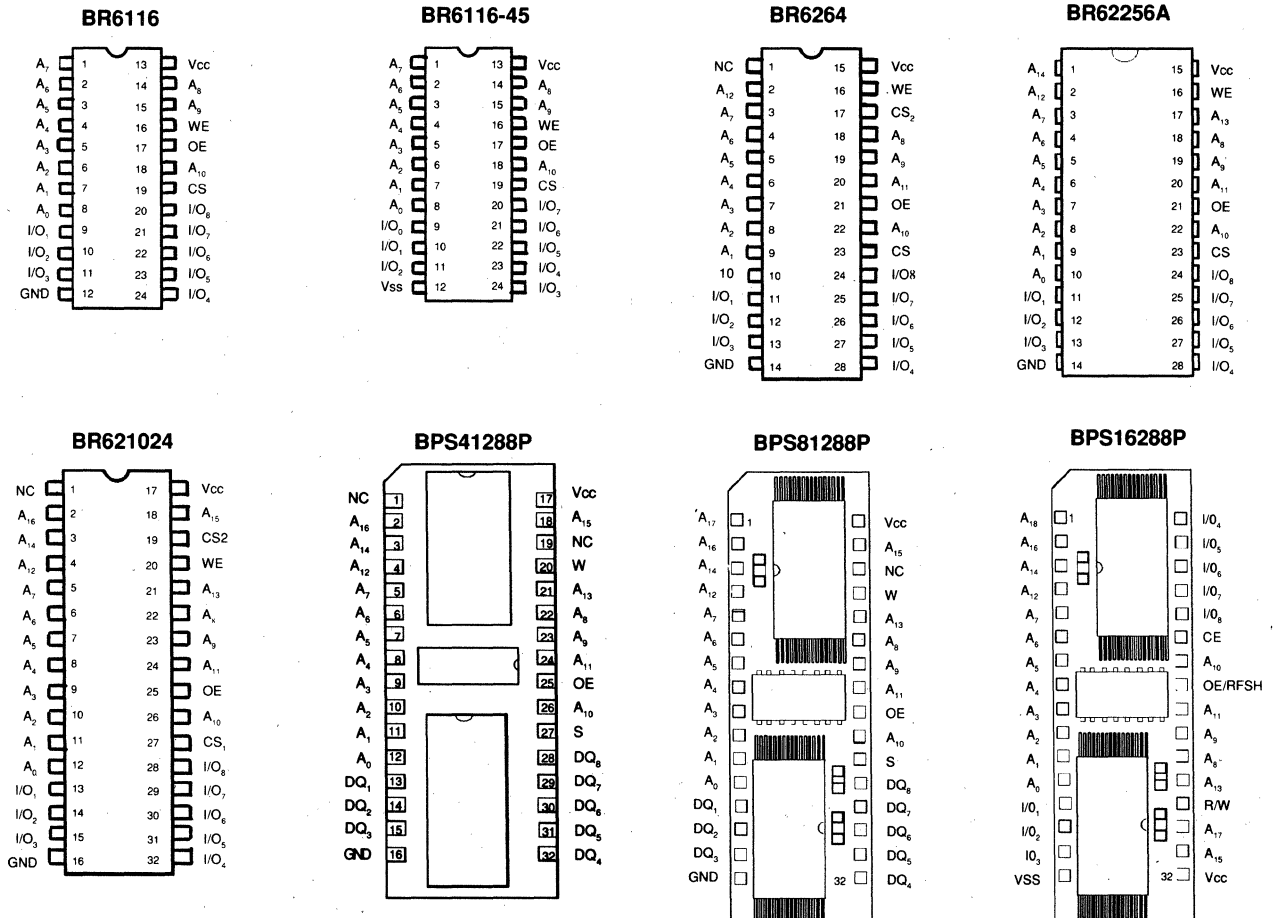 BR6116
A7 1 13 Vcc
A6 2 14 A8
A5 3 15 A9
A4 4 16 WE
A3 5 17 OE
A2 6 18 A10
A1 7 19 CS
A0 8 20 I/O8
I/O1 9 21 I/O7
I/O2 10 22 I/O6
I/O3 11 23 I/O5
GND 12 24 I/O4
BR6116-45
A7 1 13 Vcc
A6 2 14 A8
A5 3 15 A9
A4 4 16 WE
A3 5 17 OE
A2 6 18 A10
A1 7 19 CS
A0 8 20 I/O7
I/O0 9 21 I/O6
I/O1 10 22 I/O5
I/O2 11 23 I/O4
Vss 12 24 I/O3
BR6264
NC 1 15 Vcc
A12 2 16 WE
A7 3 17 CS2
A6 4 18 A8
A5 5 19 A9
A4 6 20 A11
A3 7 21 OE
A2 8 22 A10
A1 9 23 CS
10 10 24 I/O8
I/O1 11 25 I/O7
I/O2 12 26 I/O6
I/O3 13 27 I/O5
GND 14 28 I/O4
BR62256A
A14 1 15 Vcc
A12 2 16 WE
A7 3 17 A13
A6 4 18 A8
A5 5 19 A9
A4 6 20 A11
A3 7 21 OE
A2 8 22 A10
A1 9 23 CS
A0 10 24 I/O8
I/O1 11 25 I/O7
I/O2 12 26 I/O6
I/O3 13 27 I/O5
GND 14 28 I/O4
BR621024
NC 1 17 Vcc
A16 2 18 A15
A14 3 19 CS2
A12 4 20 WE
A7 5 21 A13
A6 6 22
A5 7 23 A9
A4 8 24 A11
A3 9 25 OE
A2 10 26 A10
A1 11 27 CS1
A0 12 28 I/O8
I/O1 13 29 I/O7
I/O2 14 30 I/O6
I/O3 15 31 I/O5
GND 16 32 I/O4
BPS41288P
NC 1 17 Vcc
A16 2 18 A15
A14 3 19 NC
A12 4 20 W
A7 5 21 A13
A6 6 22 A8
A5 7 23 A9
A4 8 24 A11
A3 9 25 OE
A2 10 26 A10
A1 11 27 S
A0 12 28 DQ8
DQ1 13 29 DQ7
DQ2 14 30 DQ6
DQ3 15 31 DQ5
GND 16 32 DQ4
BPS81288P
A17 1 Vcc
A16 A15
A14 NC
A12 W
A7 A13
A6 A8
A5 A9
A4 A11
A3 OE
A2 A10
A1 S
A0 DQ8
DQ1 DQ7
DQ2 DQ6
DQ3 DQ5
GND 32 DQ4
BPS16288P
A18 1 I/04
A16 I/05
A14 I/06
A12 I/07
A7 I/08
A6 CE
A5 A10
A4 OE/RFSH
A3 A11
A2 A9
A1 A8
A0 A13
I/01 R/W
I/02 A17
I03 A15
VSS 32 Vcc